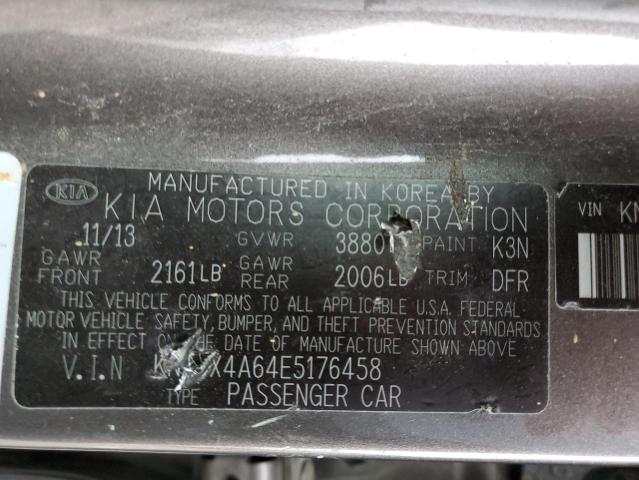 MANUFACTURED IN KOREA BY
KIA KIA MOTORS CORPORATION
11/13 GVWR PAINT K3N
GAWR FRONT 2161LB GAWR REAR 2006LB TRIM DFR
THIS VEHICLE CONFORMS TO ALL APPLICABLE U.S.A. FEDERAL
MOTOR VEHICLE SAFETY, BUMPER, AND THEFT PREVENTION STANDARDS
IN EFFECT ON THE DATE OF MANUFACTURE SHOWN ABOVE
V.I.N
TYPE PASSENGER CAR
VIN